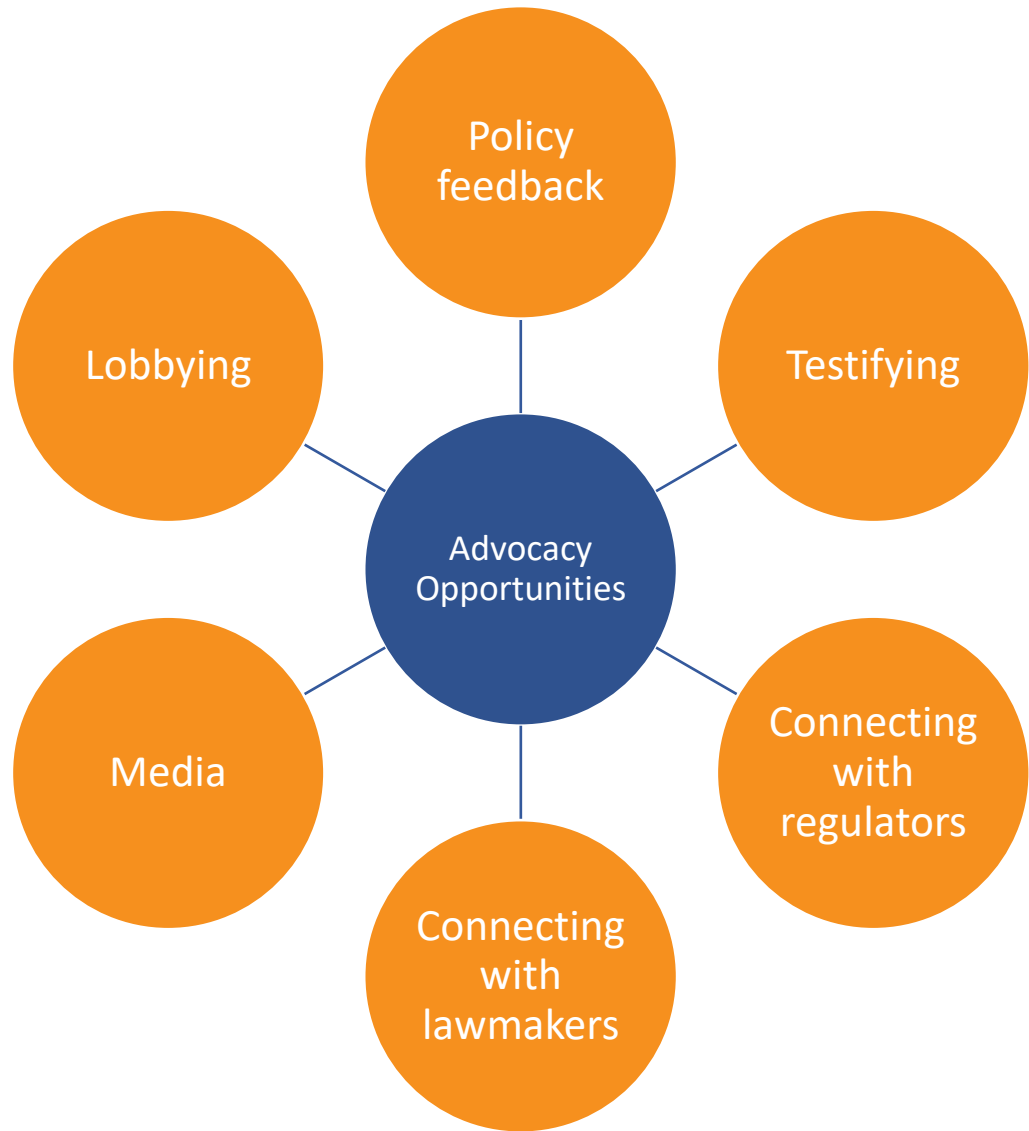 Policy
feedback
Lobbying
Testifying
Advocacy
Opportunities
Media
Connecting
with
regulators
Connecting
with
lawmakers